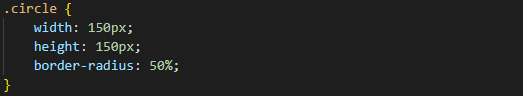 .circle {
    width: 150px;
    height: 150px;
    border-radius: 50%;
}